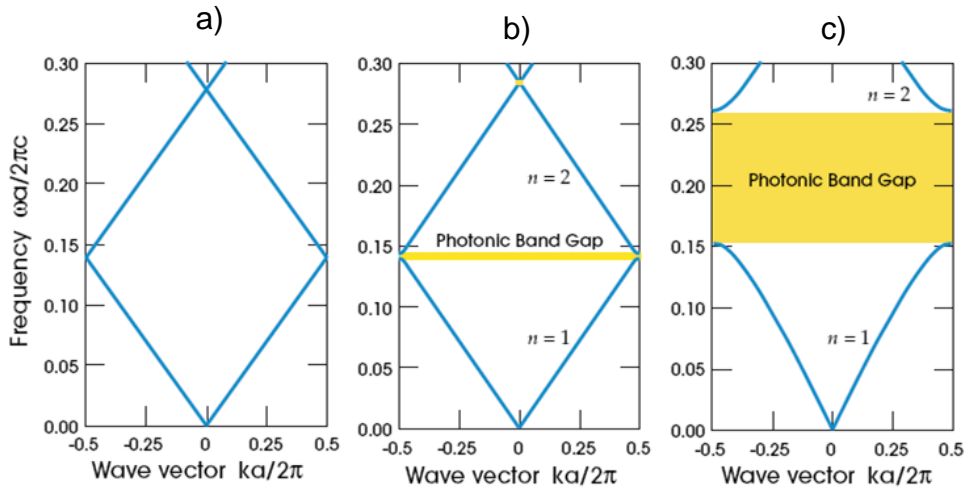 a)
b)
c)
Frequency ωa/2πc
0.30
0.25
0.20
0.15
0.10
0.05
0.00
-0.5
-0.25
0
0.25
0.5
Wave vector ka/2π
0.30
0.25
0.20
0.15
0.10
0.05
0.00
n = 2
Photonic Band Gap
n = 1
-0.5
-0.25
0
0.25
0.5
Wave vector ka/2π
0.30
0.25
0.20
0.15
0.10
0.05
0.00
n = 2
Photonic Band Gap
n = 1
-0.5
-0.25
0
0.25
0.5
Wave vector ka/2π